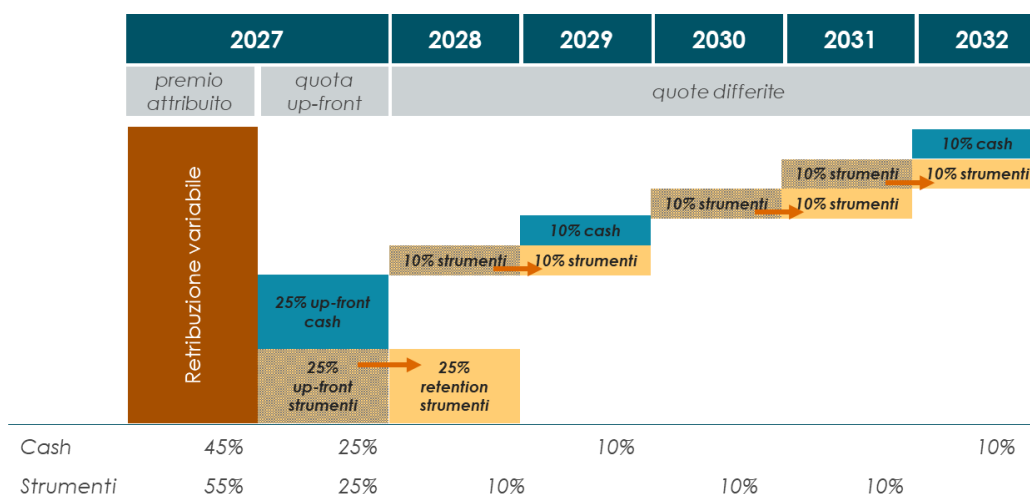 2027 2028 2029 2030 2031 2032
premio attribuito
quota up-front
quote differite
10% cash
10% strumenti 10% strumenti
10% strumenti 10% strumenti
10% cash
10% strumenti 10% strumenti
Retribuzione variabile
25% up-front
cash
25%
up-front
strumenti
25%
retention
strumenti
Cash 45% 25% 10% 10%
Strumenti 55% 25% 10% 10% 10%